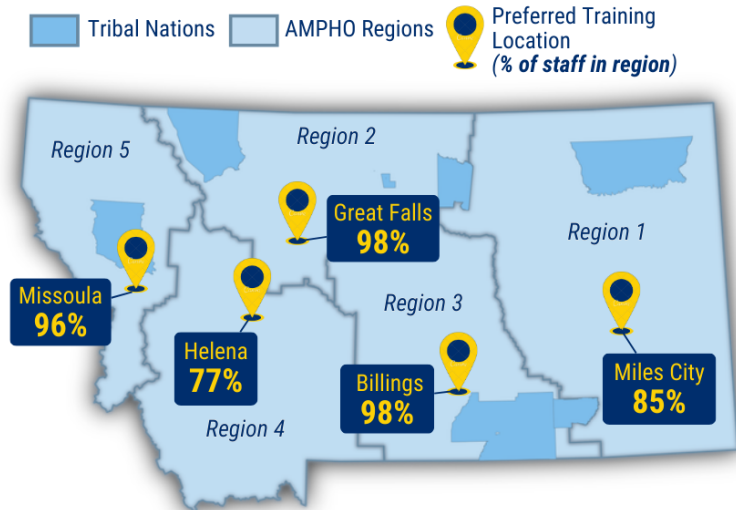 Tribal Nations
AMPHO Regions
Preferred Training
Location
(% of staff in region)
Region 5
Region 2
Great Falls
98%
Region 1
Missoula
96%
Region 3
Helena
77%
Billings
98%
Miles City
85%
Region 4